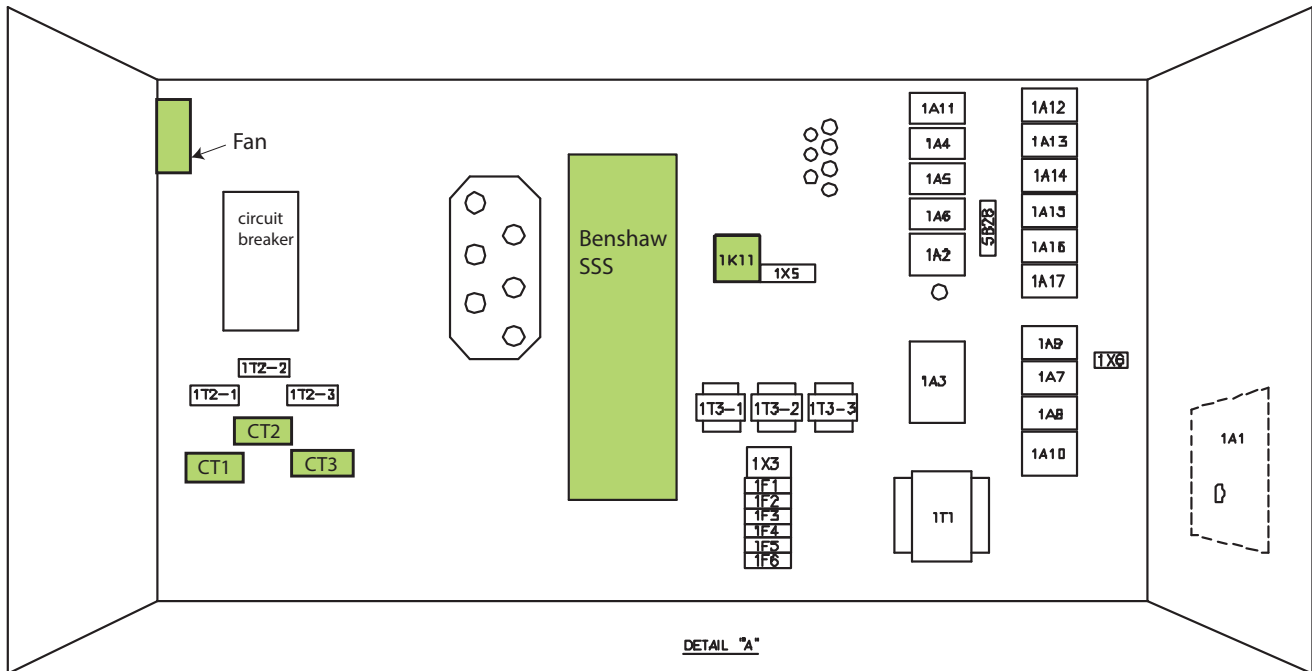 Fan
circuit
breaker
1T2-2
1T2-1
1T2-3
CT2
CT1
CT3
Benshaw
SSS
1K11
1X5
1T3-1
1T3-2
1T3-3
1X3
1F1
1F2
1F3
1F4
1F5
1F6
1A11
1A4
1A5
1A6
1A2
5B2B
1A3
1T1
1A12
1A13
1A14
1A15
1A16
1A17
1A9
1A7
1A8
1A10
1X6
1A1
DETAIL "A"